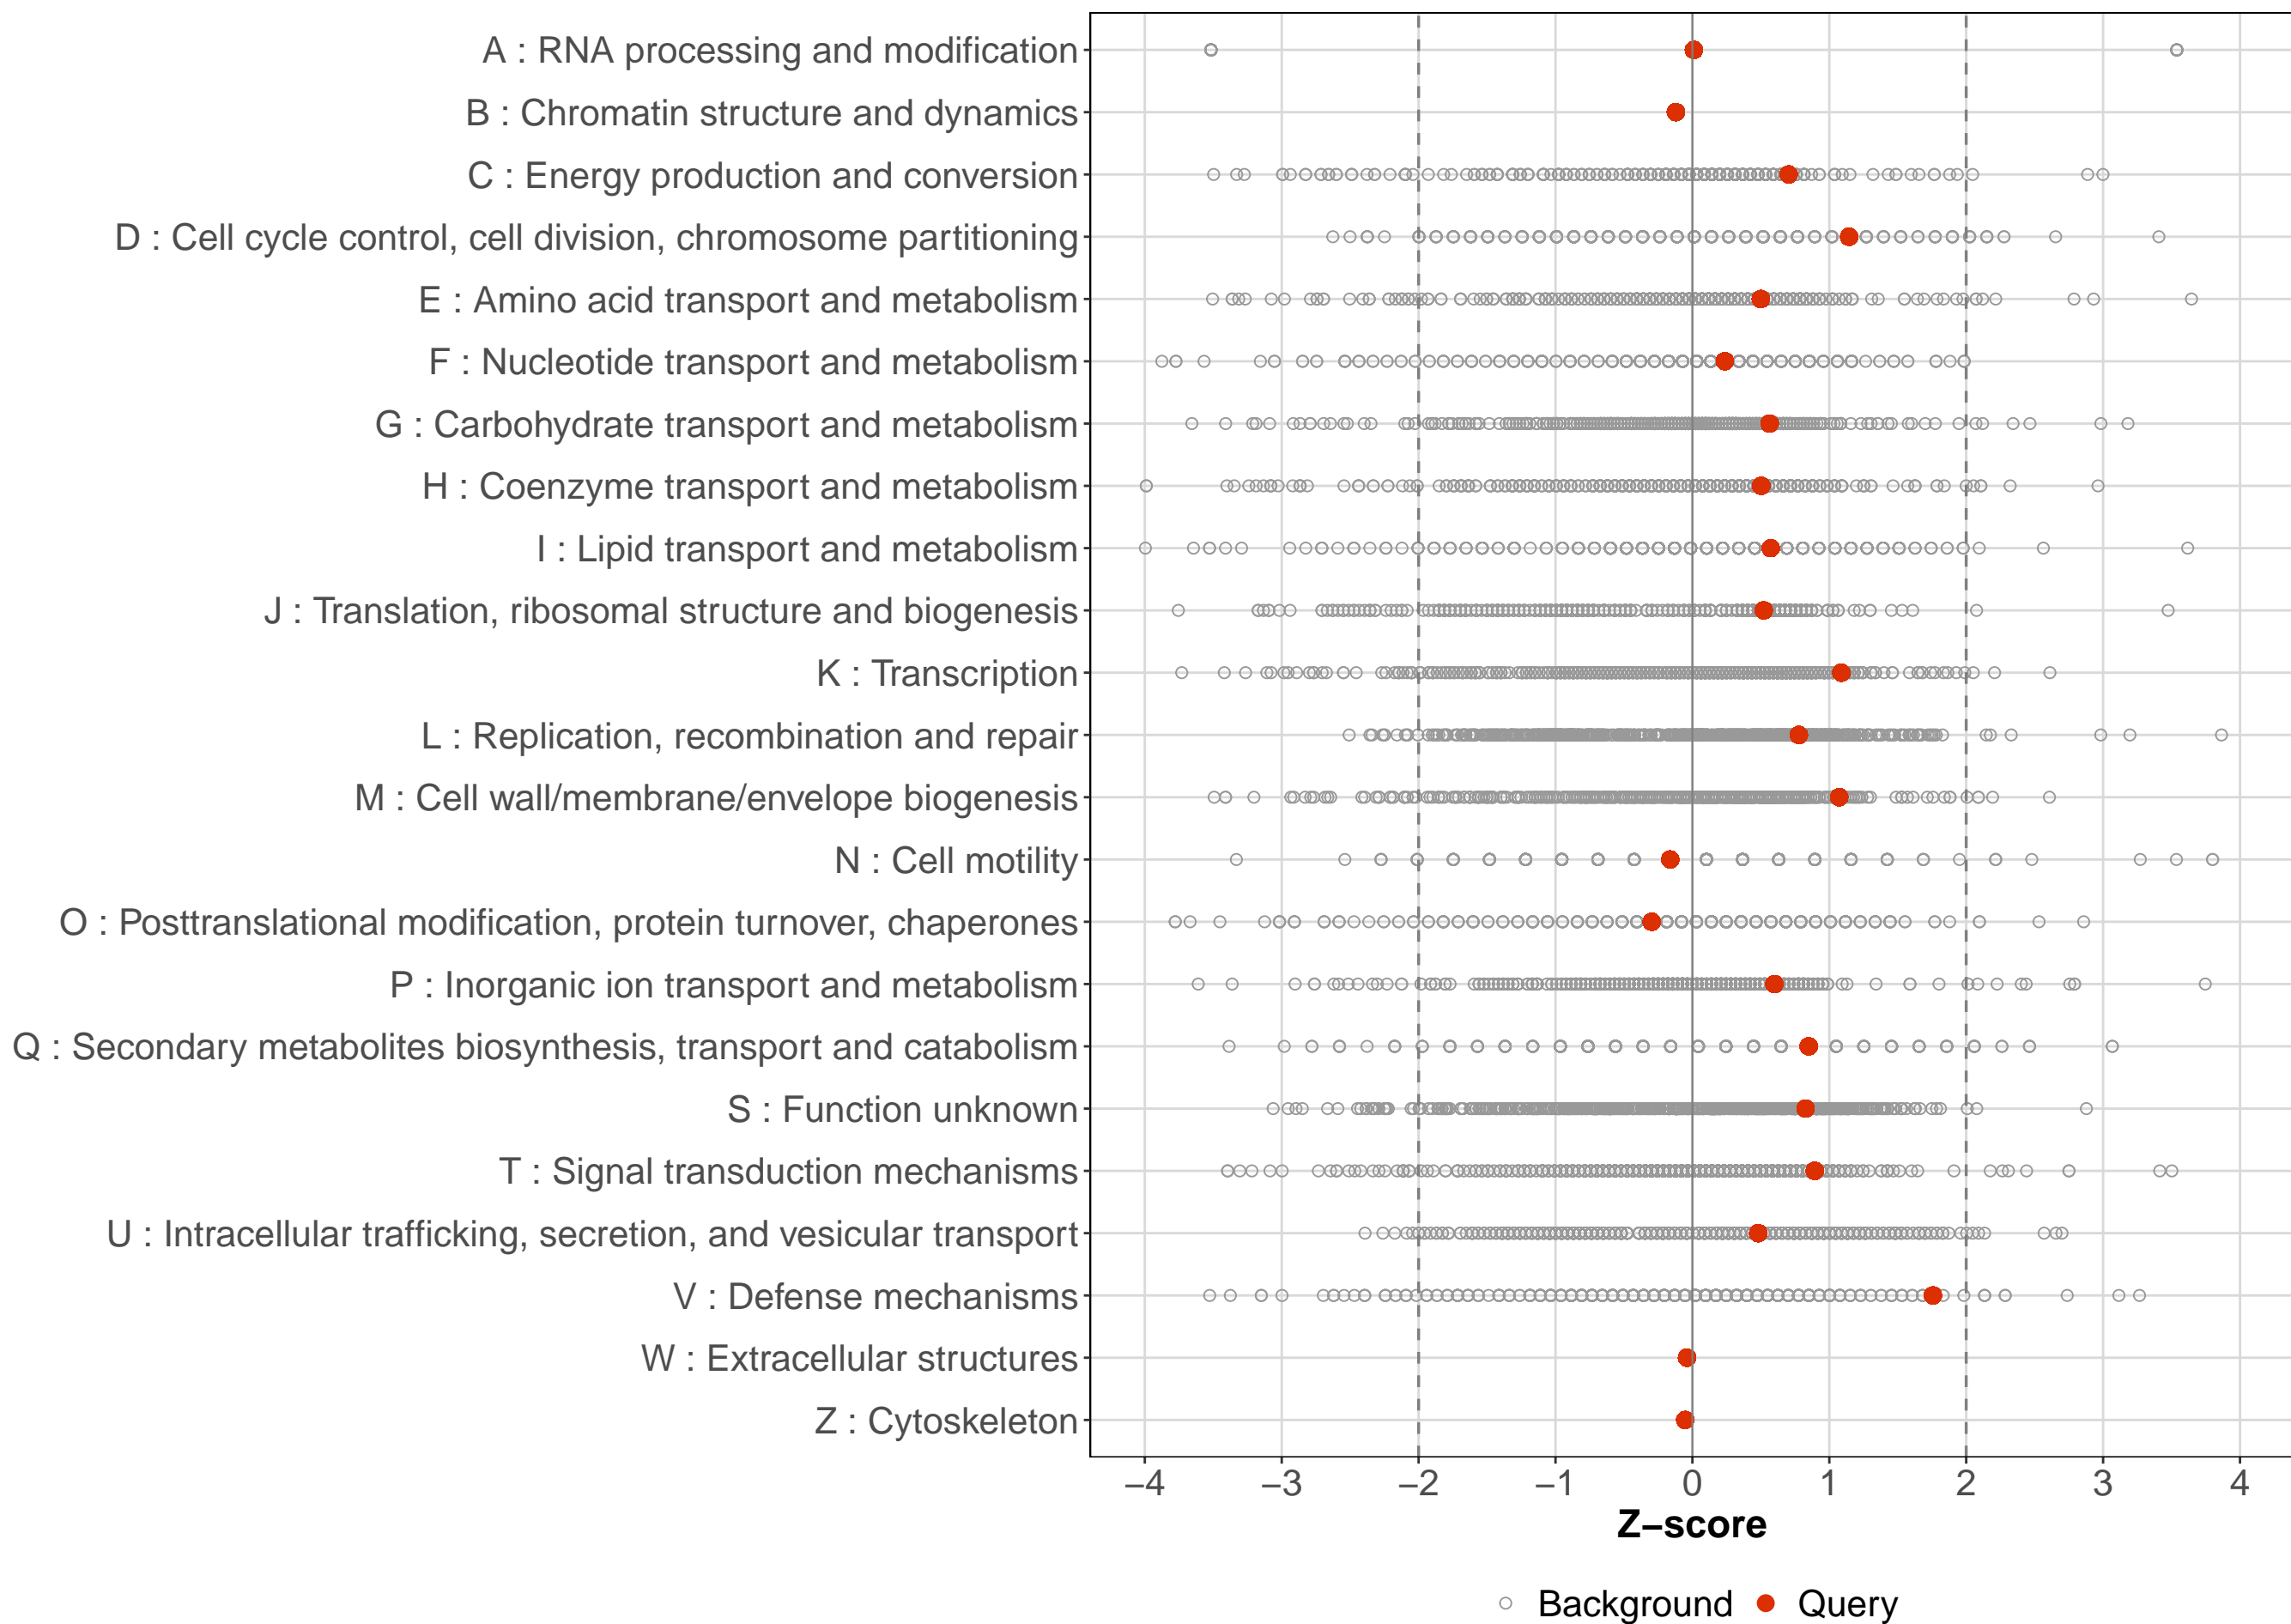 A : RNA processing and modification
B : Chromatin structure and dynamics
C : Energy production and conversion
D : Cell cycle control, cell division, chromosome partitioning
E : Amino acid transport and metabolism
F : Nucleotide transport and metabolism
G : Carbohydrate transport and metabolism
H : Coenzyme transport and metabolism
I : Lipid transport and metabolism
J : Translation, ribosomal structure and biogenesis
K : Transcription
L : Replication, recombination and repair
M : Cell wall/membrane/envelope biogenesis
N : Cell motility
O : Posttranslational modification, protein turnover, chaperones
P : Inorganic ion transport and metabolism
Q : Secondary metabolites biosynthesis, transport and catabolism
S : Function unknown
T : Signal transduction mechanisms
U : Intracellular trafficking, secretion, and vesicular transport
V : Defense mechanisms
W : Extracellular structures
Z : Cytoskeleton
−4 −3 −2 −1 0 1 2 3 4
Z−score
Background Query